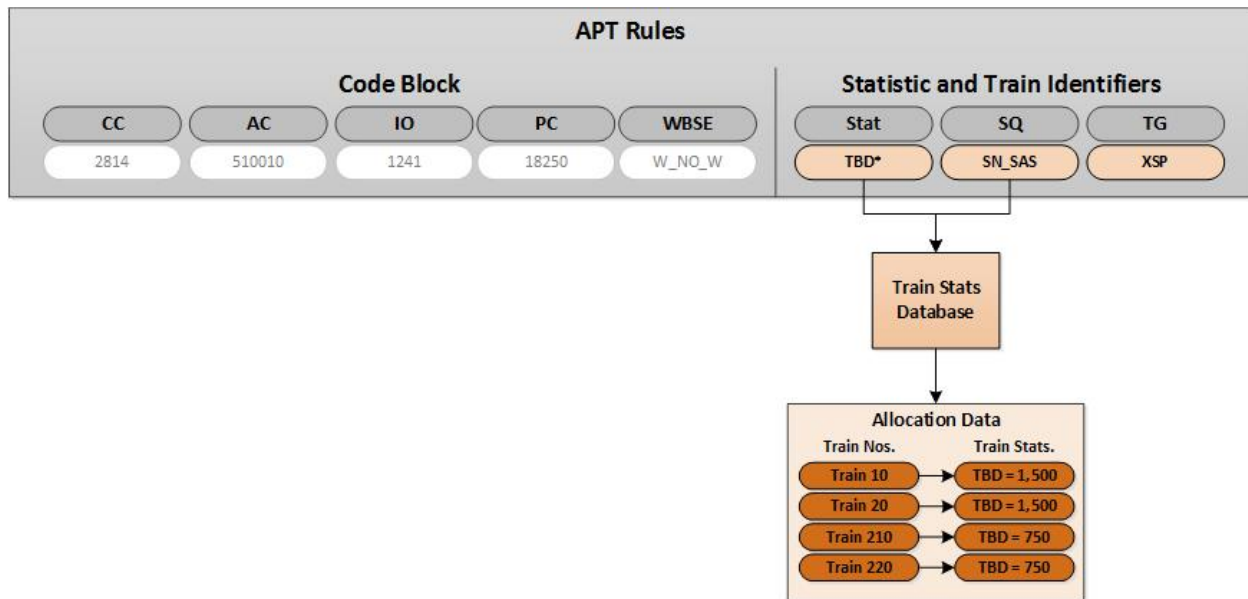 APT Rules
Code Block
Statistic and Train Identifiers
CC AC IO PC WBSE Stat SQ TG
2814 510010 1241 18250 W_NO_W TBD* SN_SAS XSP
Train Stats
Database
Allocation Data
Train Nos. Train Stats.
Train 10 TBD = 1,500
Train 20 TBD = 1,500
Train 210 TBD = 750
Train 220 TBD = 750